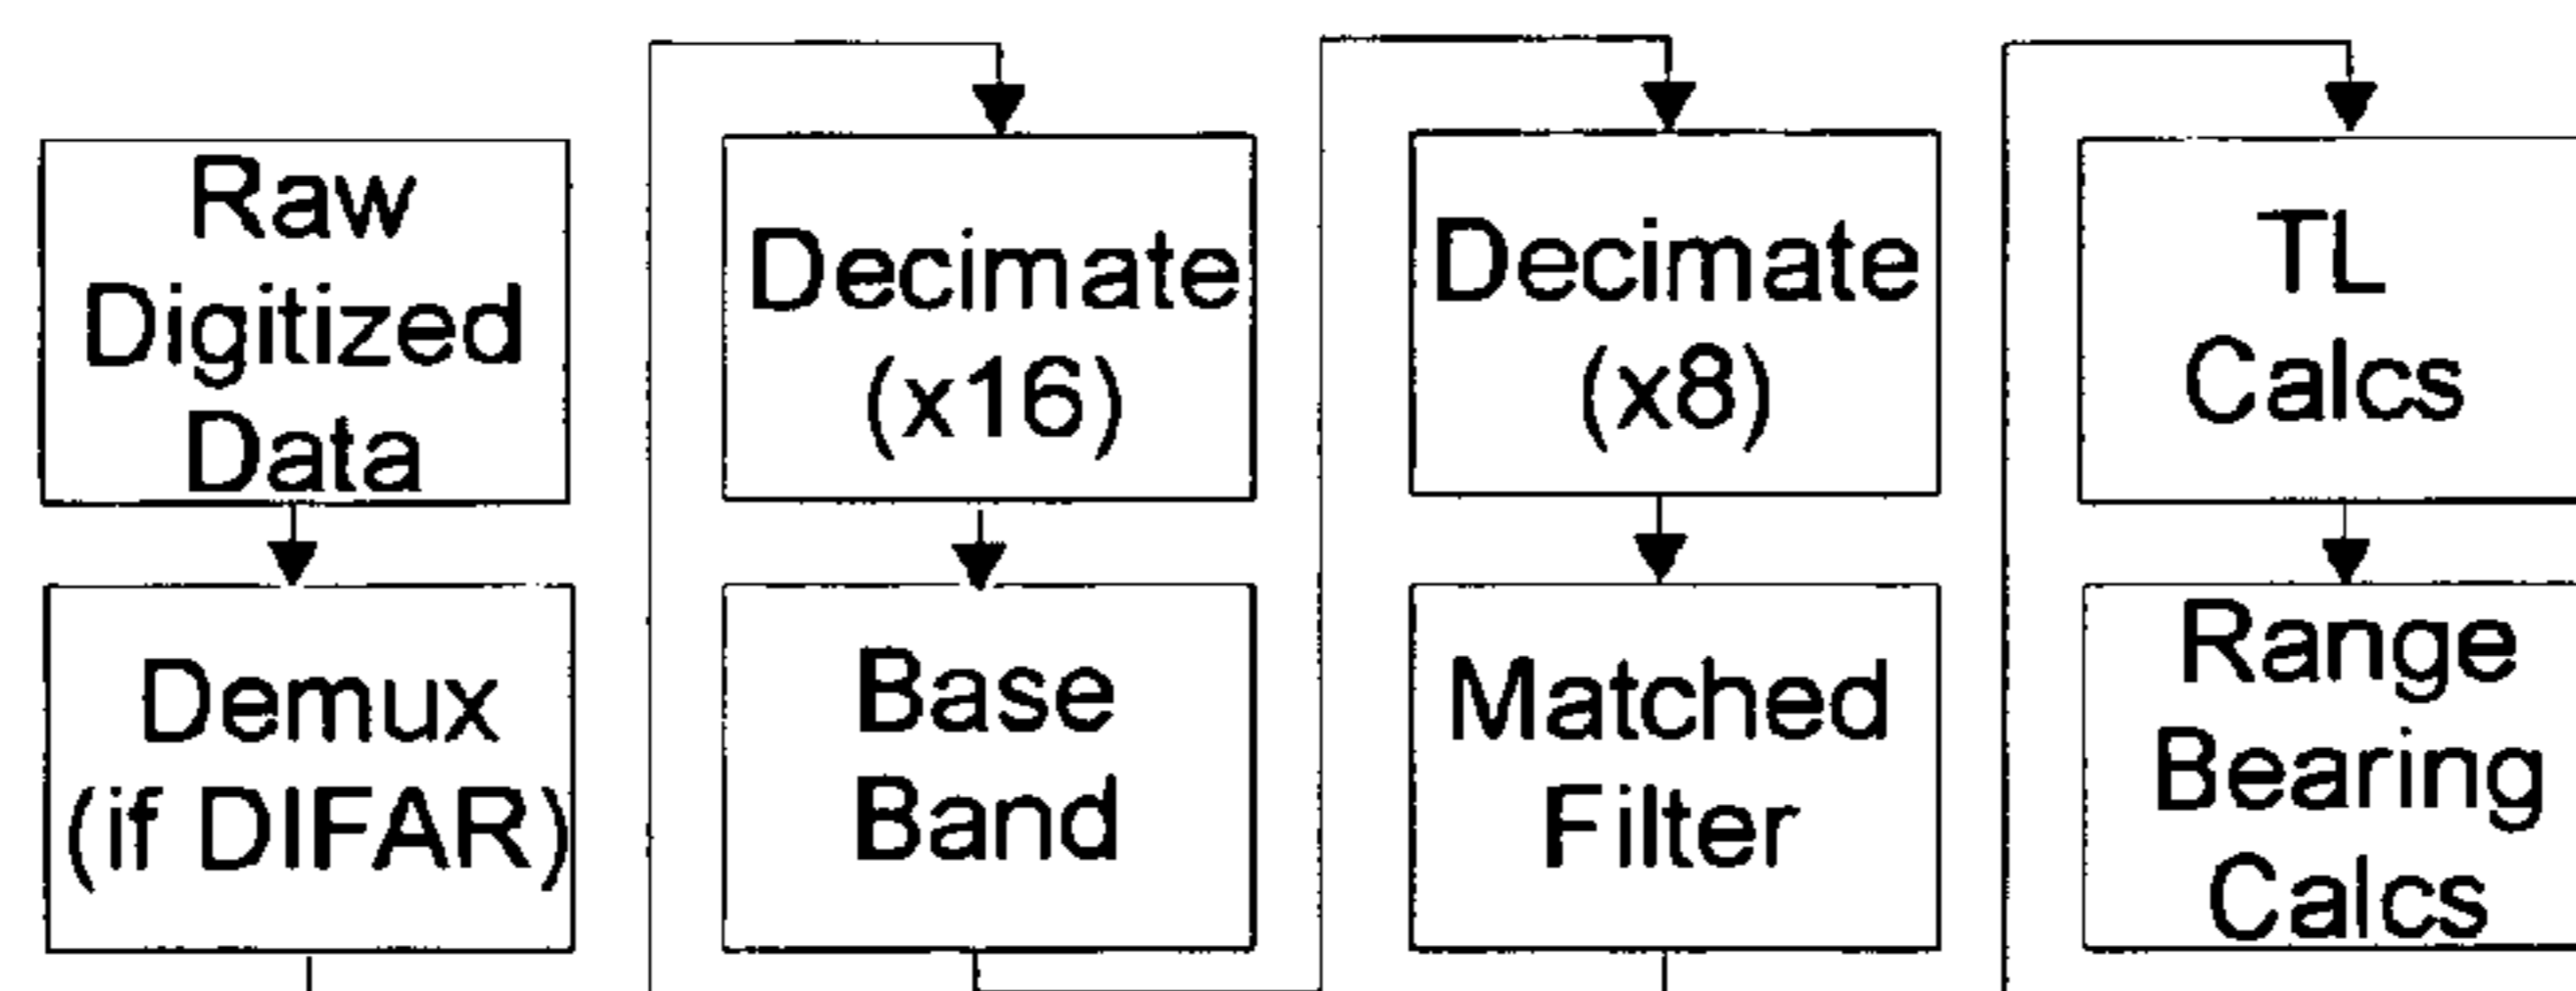 Raw
Digitized
Data
Demux
(if DIFAR)
Decimate
(x16)
Base
Band
Decimate
(x8)
Matched
Filter
TL
Calcs
Range
Bearing
Calcs